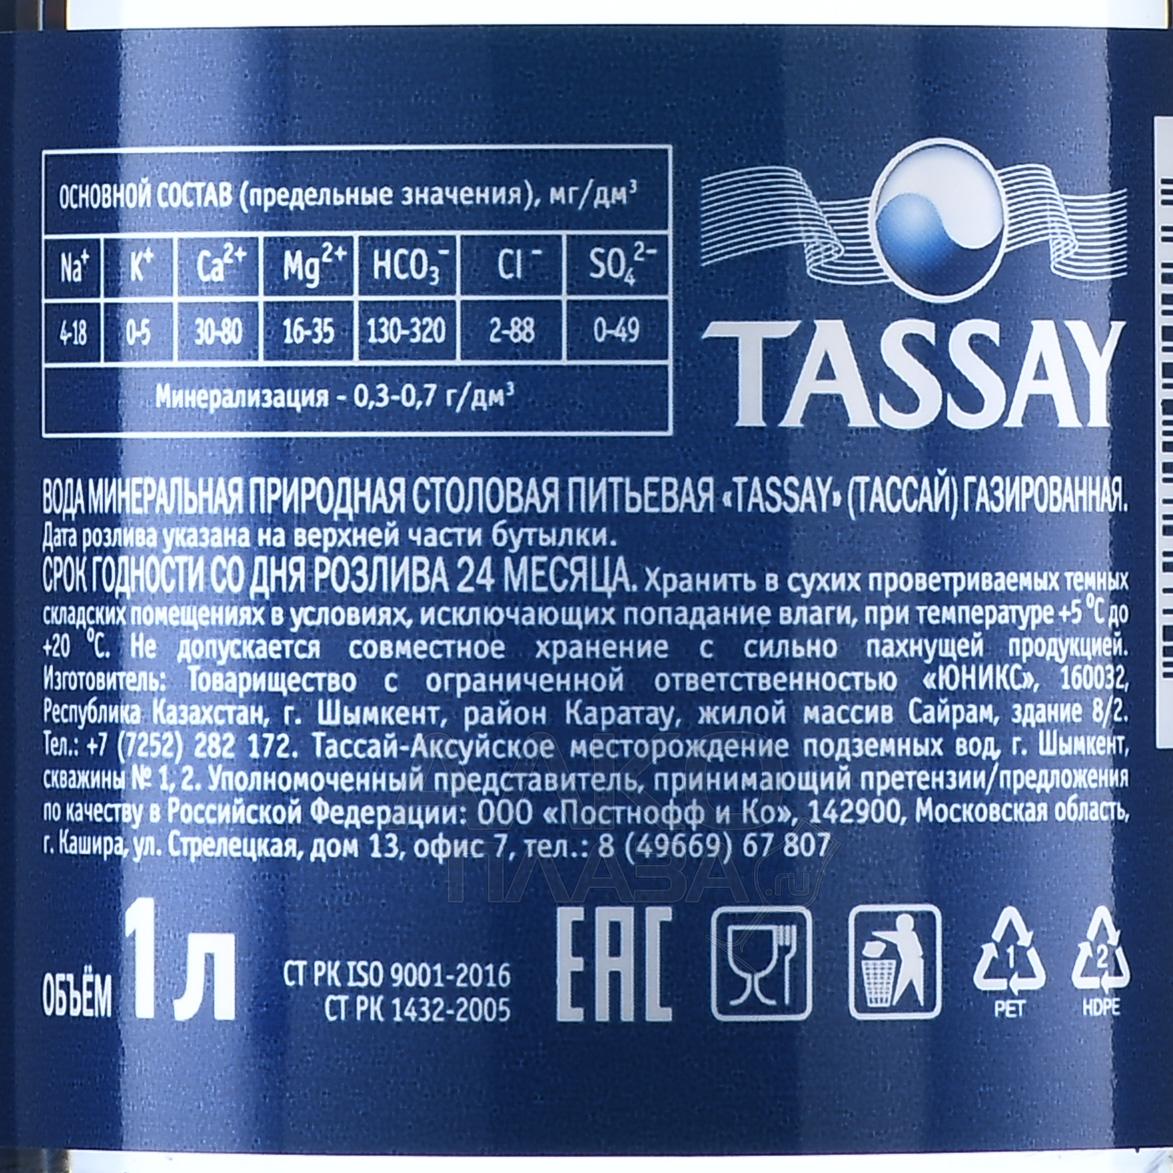 ОСНОВНОЙ СОСТАВ (предельные значения), мг/дм³
Na⁺ K⁺ Ca²⁺ Mg²⁺ HCO₃⁻ Cl⁻ SO₄²⁻
4-18 0-5 30-80 16-35 130-320 2-88 0-49
Минерализация - 0,3-0,7 г/дм³
TASSAY
ВОДА МИНЕРАЛЬНАЯ ПРИРОДНАЯ СТОЛОВАЯ ПИТЬЕВАЯ «TASSAY» (ТАССАЙ) ГАЗИРОВАННАЯ.
Дата розлива указана на верхней части бутылки.
СРОК ГОДНОСТИ СО ДНЯ РОЗЛИВА 24 МЕСЯЦА. Хранить в сухих проветриваемых темных
складских помещениях в условиях, исключающих попадание влаги, при температуре +5 °С до
+20 °С. Не допускается совместное хранение с сильно пахнущей продукцией.
Изготовитель: Товарищество с ограниченной ответственностью «ЮНИКС», 160032,
Республика Казахстан, г. Шымкент, район Каратау, жилой массив Сайрам, здание 8/2.
Тел.: +7 (7252) 282 172. Тассай-Аксуйское месторождение подземных вод, г. Шымкент,
скважины № 1, 2. Уполномоченный представитель, принимающий претензии/предложения
по качеству в Российской Федерации: ООО «Постнофф и Ко», 142900, Московская область,
г. Кашира, ул. Стрелецкая, дом 13, офис 7, тел.: 8 (49669) 67 807
АЛКО
ПЛАЗА.ru
ОБЪЁМ 1 л
СТ РК ISO 9001-2016
СТ РК 1432-2005
EAC
1 PET
2 HDPE